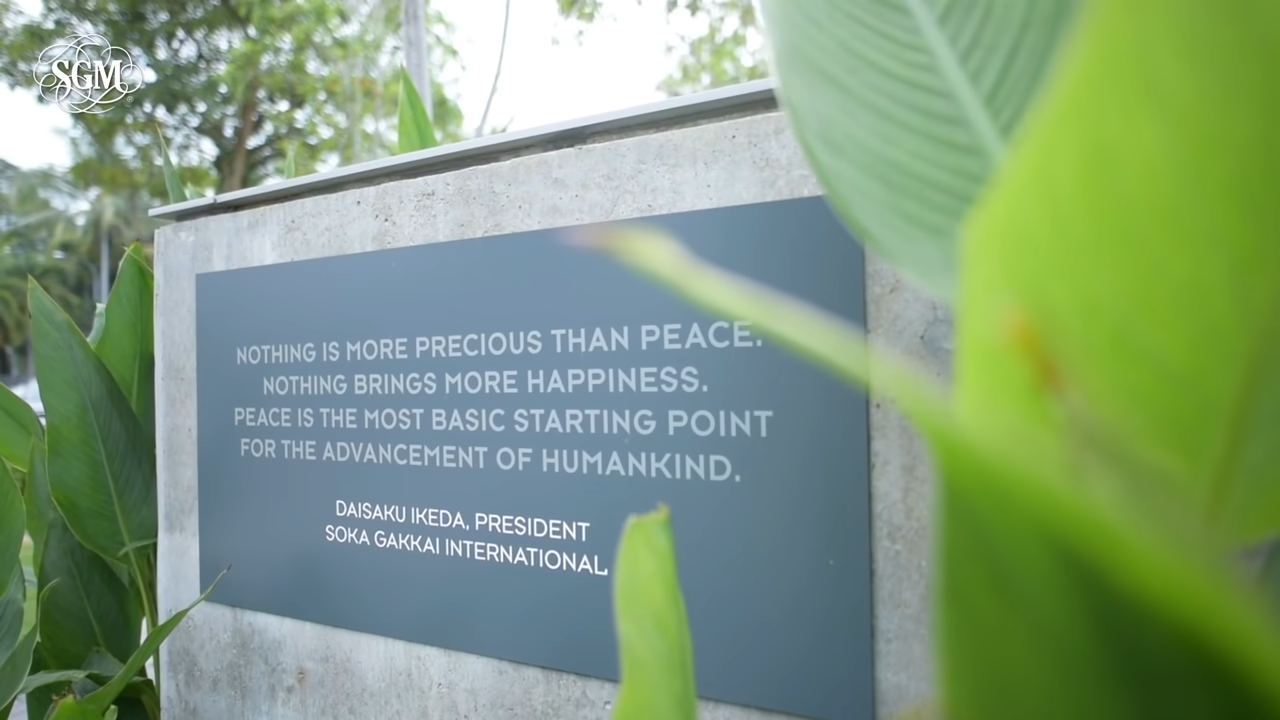 SGM
NOTHING IS MORE PRECIOUS THAN PEACE.
NOTHING BRINGS MORE HAPPINESS.
PEACE IS THE MOST BASIC STARTING POINT
FOR THE ADVANCEMENT OF HUMANKIND.
DAISAKU IKEDA, PRESIDENT
SOKA GAKKAI INTERNATIONAL